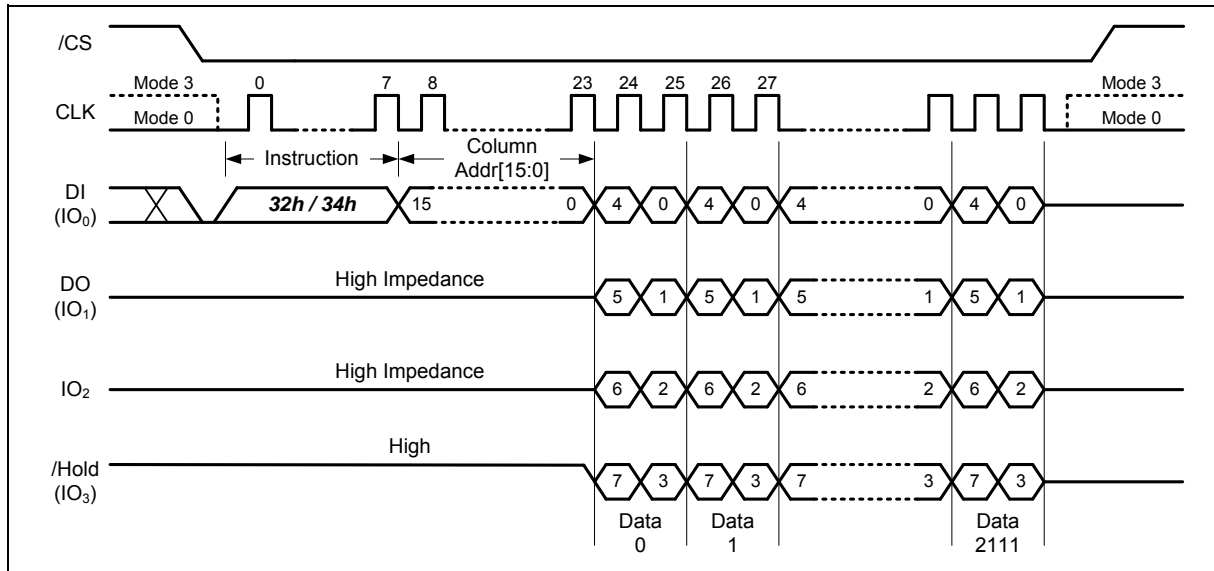 /CS
Mode 3 0 7 8 23 24 25 26 27 Mode 3
CLK
Mode 0 Mode 0
Instruction Column
Addr[15:0]
DI
(IO₀)
32h / 34h 15 0 4 0 4 0 4 0 4 0
High Impedance
DO
(IO₁)
5 1 5 1 5 1 5 1
High Impedance
IO₂ 6 2 6 2 6 2 6 2
High
/Hold
(IO₃)
7 3 7 3 7 3 7 3
Data Data Data
0 1 2111